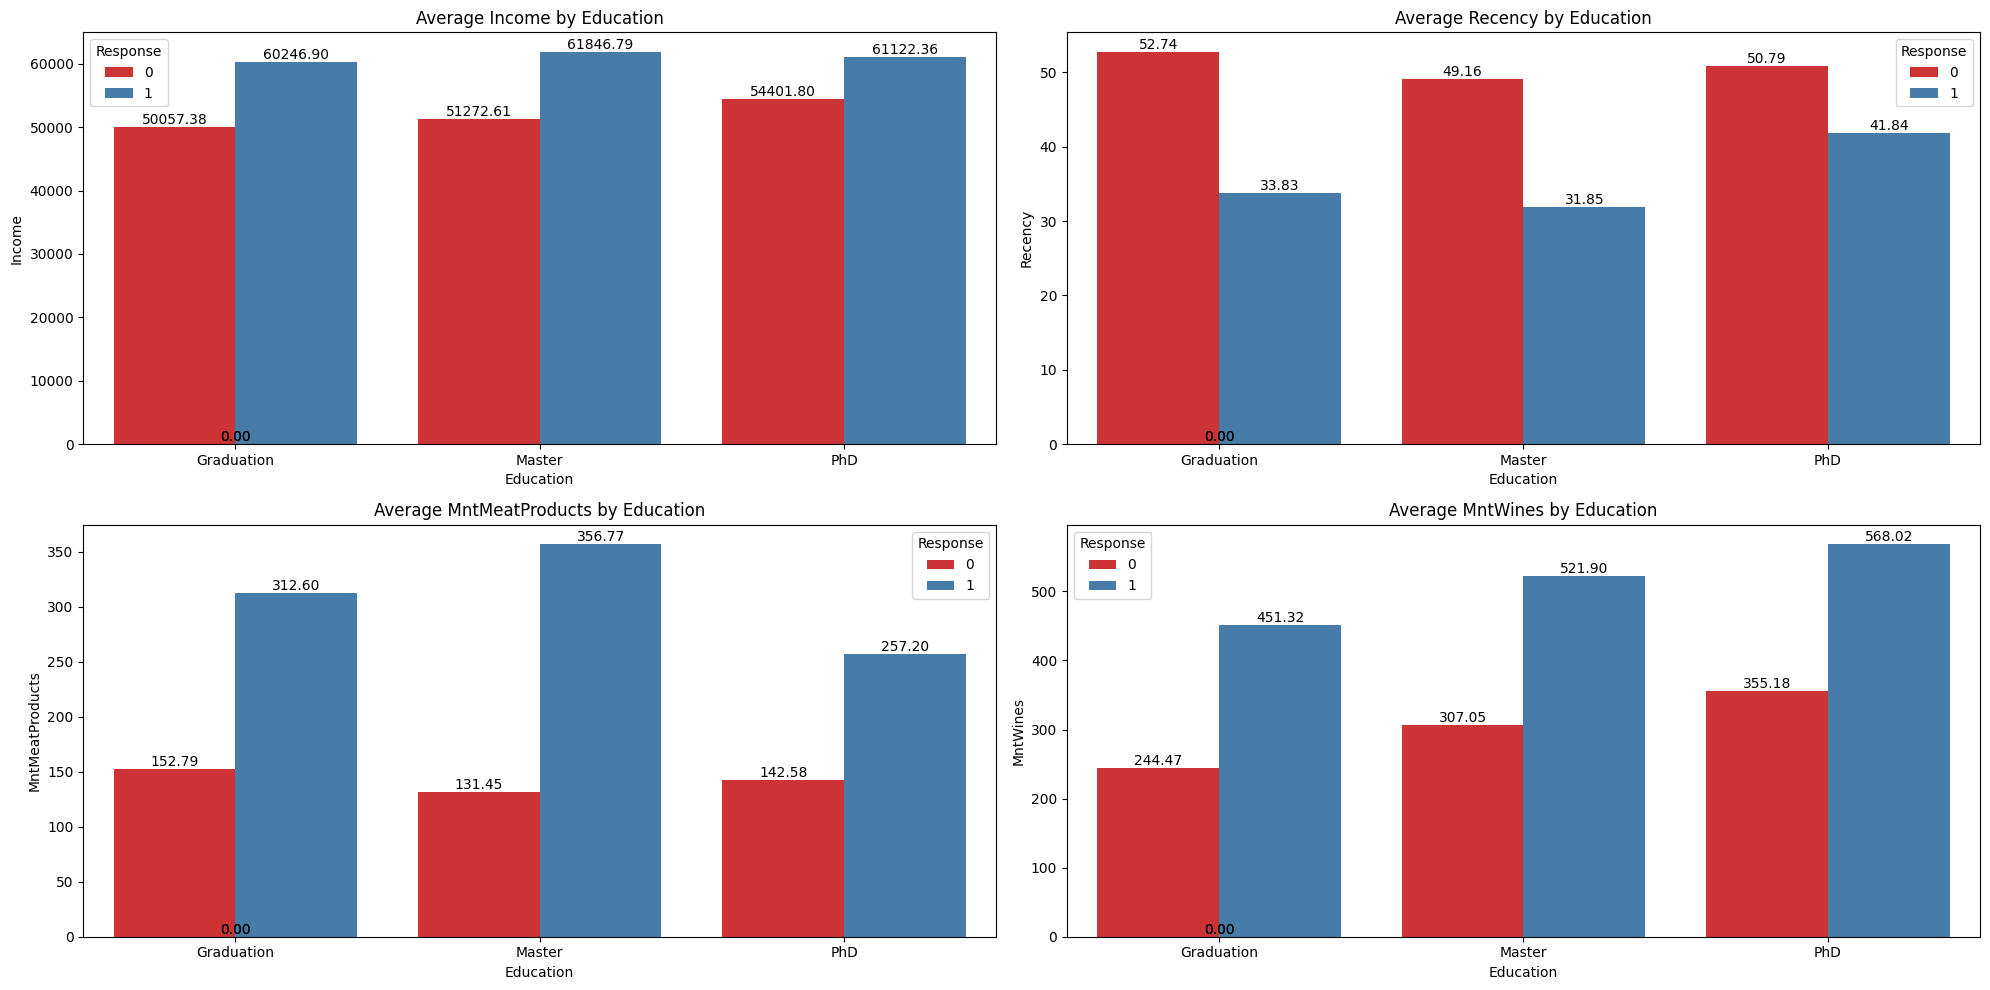 Average Income by Education
Income
60000
50000
40000
30000
20000
10000
0
Response
0
1
50057.38
60246.90
51272.61
61846.79
54401.80
61122.36
0.00
Graduation
Master
PhD
Education
Average Recency by Education
Recency
50
40
30
20
10
0
Response
0
1
52.74
33.83
49.16
31.85
50.79
41.84
0.00
Graduation
Master
PhD
Education
Average MntMeatProducts by Education
MntMeatProducts
350
300
250
200
150
100
50
0
Response
0
1
152.79
312.60
131.45
356.77
142.58
257.20
0.00
Graduation
Master
PhD
Education
Average MntWines by Education
MntWines
500
400
300
200
100
0
Response
0
1
244.47
451.32
307.05
521.90
355.18
568.02
0.00
Graduation
Master
PhD
Education